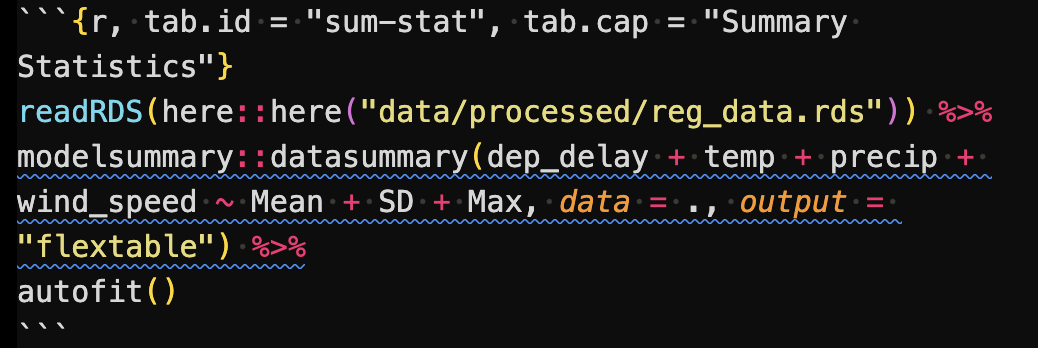 ```{r, tab.id = "sum-stat", tab.cap = "Summary
Statistics"}
readRDS(here::here("data/processed/reg_data.rds")) %>%
modelsummary::datasummary(dep_delay + temp + precip +
wind_speed ~ Mean + SD + Max, data = ., output =
"flextable") %>%
autofit()
```